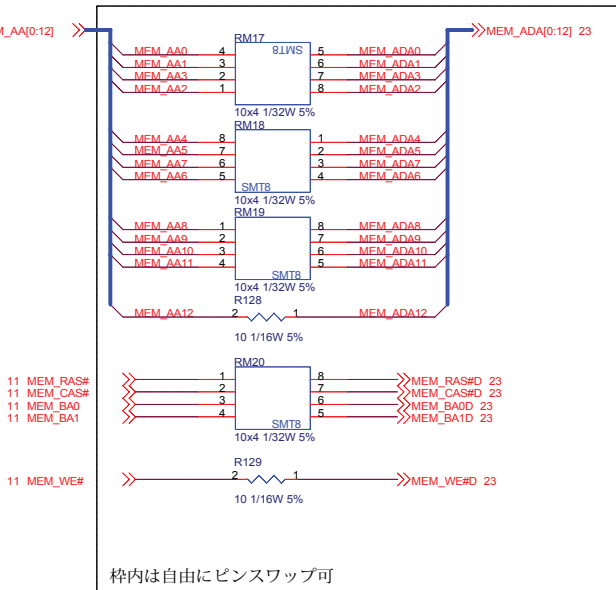 M_AA[0:12] MEM_ADA[0:12] 23
RM17
MEM_AA0 4 SMT8 5 MEM_ADA0
MEM_AA1 3 6 MEM_ADA1
MEM_AA3 2 7 MEM_ADA3
MEM_AA2 1 8 MEM_ADA2
10x4 1/32W 5%
RM18
MEM_AA4 8 1 MEM_ADA4
MEM_AA5 7 2 MEM_ADA5
MEM_AA7 6 3 MEM_ADA7
MEM_AA6 5 4 MEM_ADA6
SMT8
10x4 1/32W 5%
RM19
MEM_AA8 1 8 MEM_ADA8
MEM_AA9 2 7 MEM_ADA9
MEM_AA10 3 6 MEM_ADA10
MEM_AA11 4 5 MEM_ADA11
SMT8
10x4 1/32W 5%
R128
MEM_AA12 2 1 MEM_ADA12
10 1/16W 5%
RM20
11 MEM_RAS# 1 8 MEM_RAS#D 23
11 MEM_CAS# 2 7 MEM_CAS#D 23
11 MEM_BA0 3 6 MEM_BA0D 23
11 MEM_BA1 4 5 MEM_BA1D 23
SMT8
10x4 1/32W 5%
R129
11 MEM_WE# 2 1 MEM_WE#D 23
10 1/16W 5%
枠内は自由にピンスワップ可